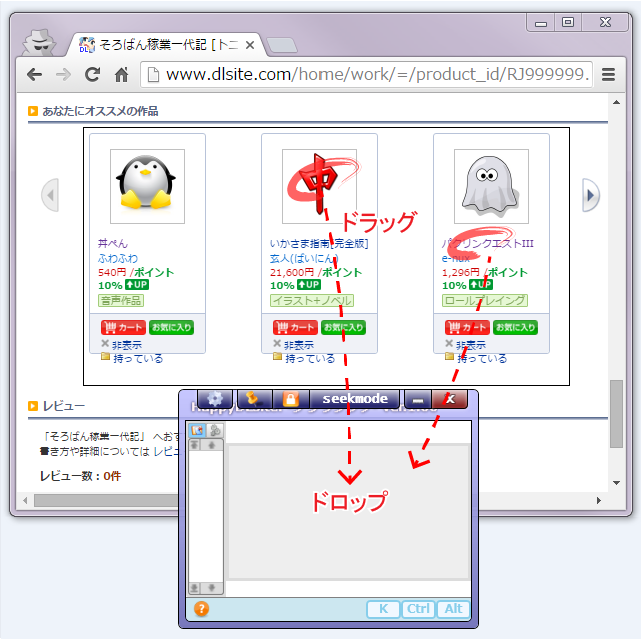 そろばん稼業一代記 [トニ
www.dlsite.com/home/work/=/product_id/RJ999999.
あなたにオススメの作品
中
ドラッグ
丼ぺん
ふわふわ
540円 /ポイント
10% UP
音声作品
カート
お気に入り
非表示
持っている
いかさま指南[完全版]
玄人(ばいにん)
21,600円 /ポイント
10% UP
イラスト+ノベル
カート
お気に入り
非表示
持っている
パクリンクエストIII
e-nux
1,296円 /ポイント
10% UP
ロールプレイング
カート
お気に入り
非表示
持っている
レビュー
「そろばん稼業一代記」 へおす
書き方や詳細については レビュ
レビュー数 : 0件
seekmode
ドロップ
K
Ctrl
Alt